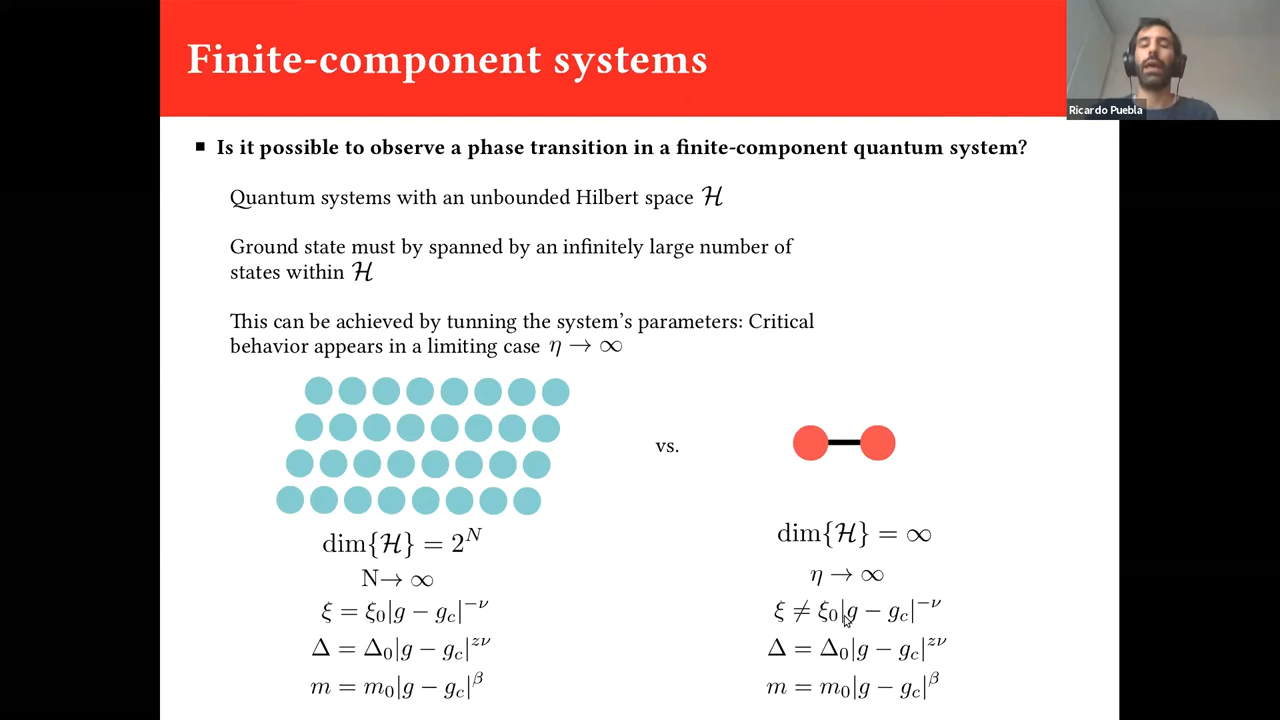 Finite-component systems
Ricardo Puebla
▪ Is it possible to observe a phase transition in a finite-component quantum system?
Quantum systems with an unbounded Hilbert space ℋ
Ground state must by spanned by an infinitely large number of
states within ℋ
This can be achieved by tunning the system's parameters: Critical
behavior appears in a limiting case η → ∞
vs.
dim{ℋ} = 2^N
N→ ∞
ξ = ξ₀|g − g_c|^{−ν}
Δ = Δ₀|g − g_c|^{zν}
m = m₀|g − g_c|^β
dim{ℋ} = ∞
η → ∞
ξ ≠ ξ₀|g − g_c|^{−ν}
Δ = Δ₀|g − g_c|^{zν}
m = m₀|g − g_c|^β